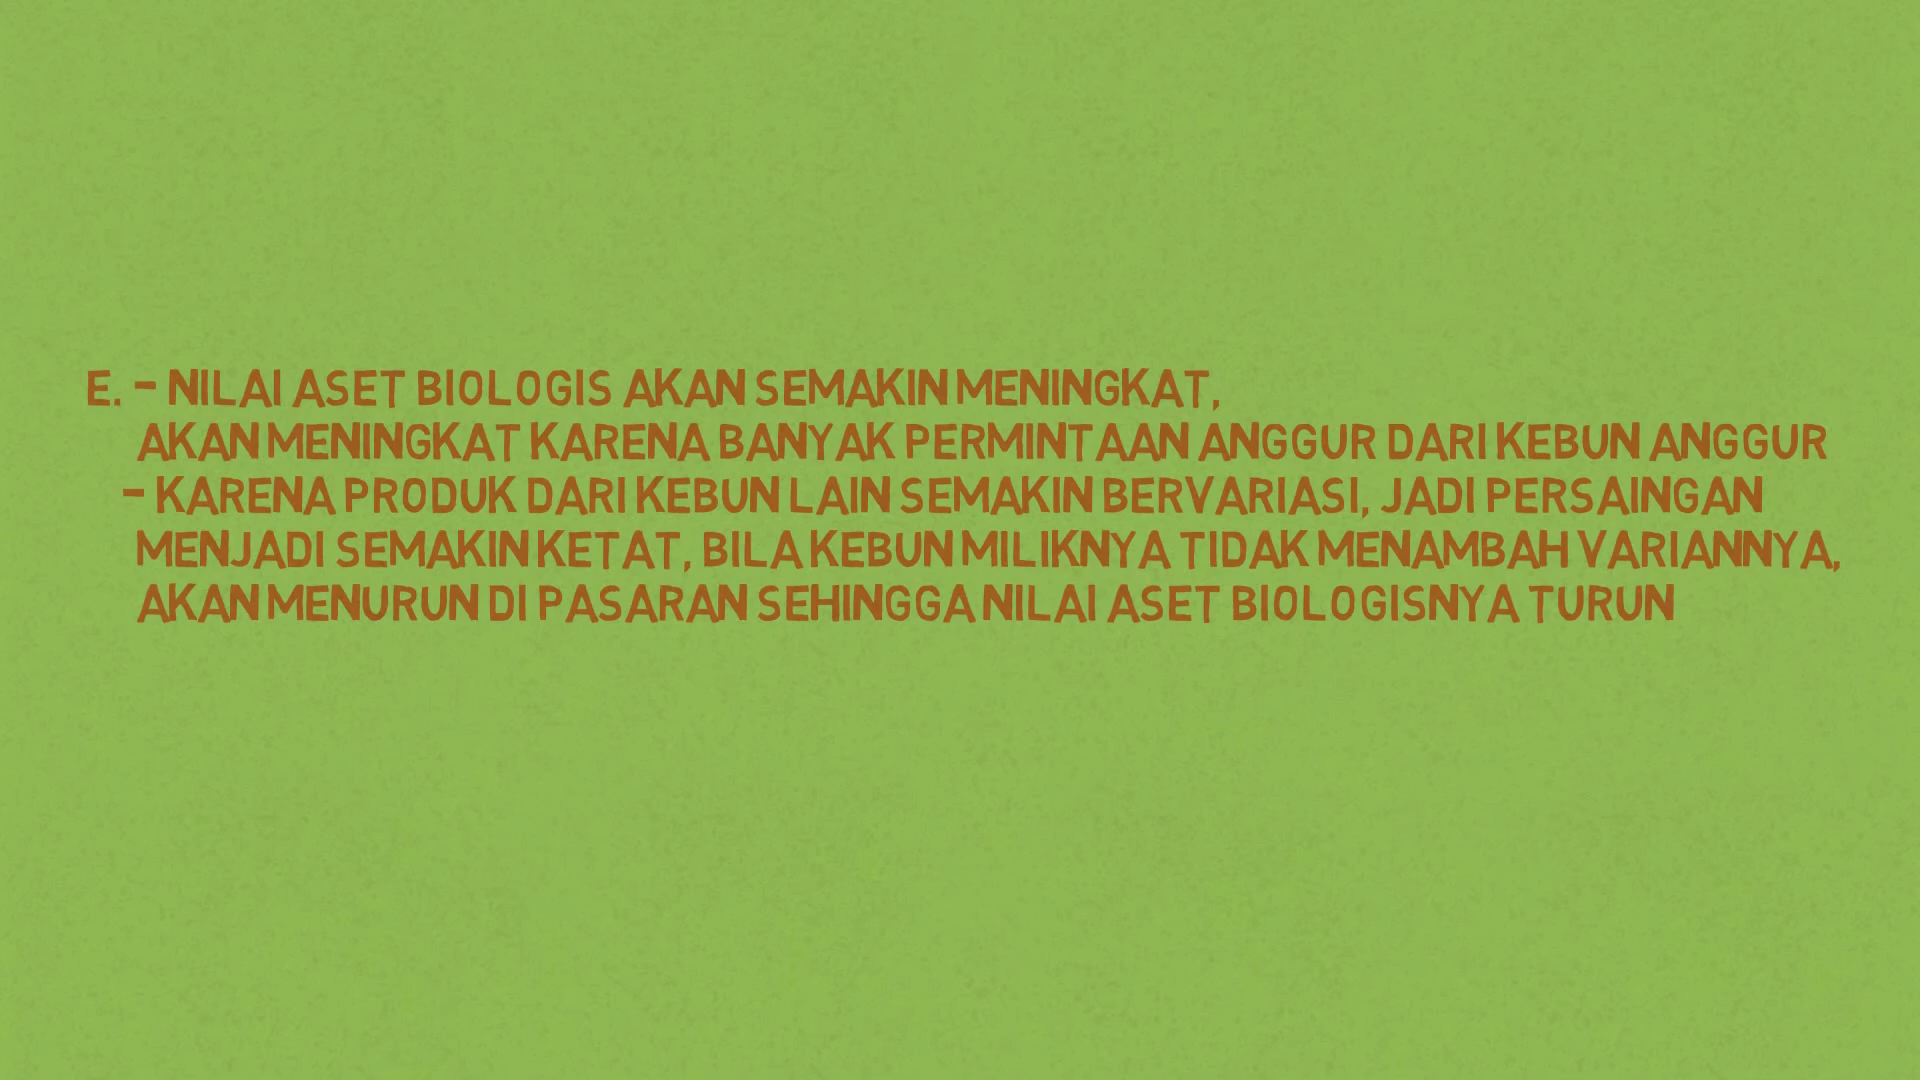 E. - NILAI ASET BIOLOGIS AKAN SEMAKIN MENINGKAT,
AKAN MENINGKAT KARENA BANYAK PERMINTAAN ANGGUR DARI KEBUN ANGGUR
- KARENA PRODUK DARI KEBUN LAIN SEMAKIN BERVARIASI, JADI PERSAINGAN
MENJADI SEMAKIN KETAT, BILA KEBUN MILIKNYA TIDAK MENAMBAH VARIANNYA,
AKAN MENURUN DI PASARAN SEHINGGA NILAI ASET BIOLOGISNYA TURUN